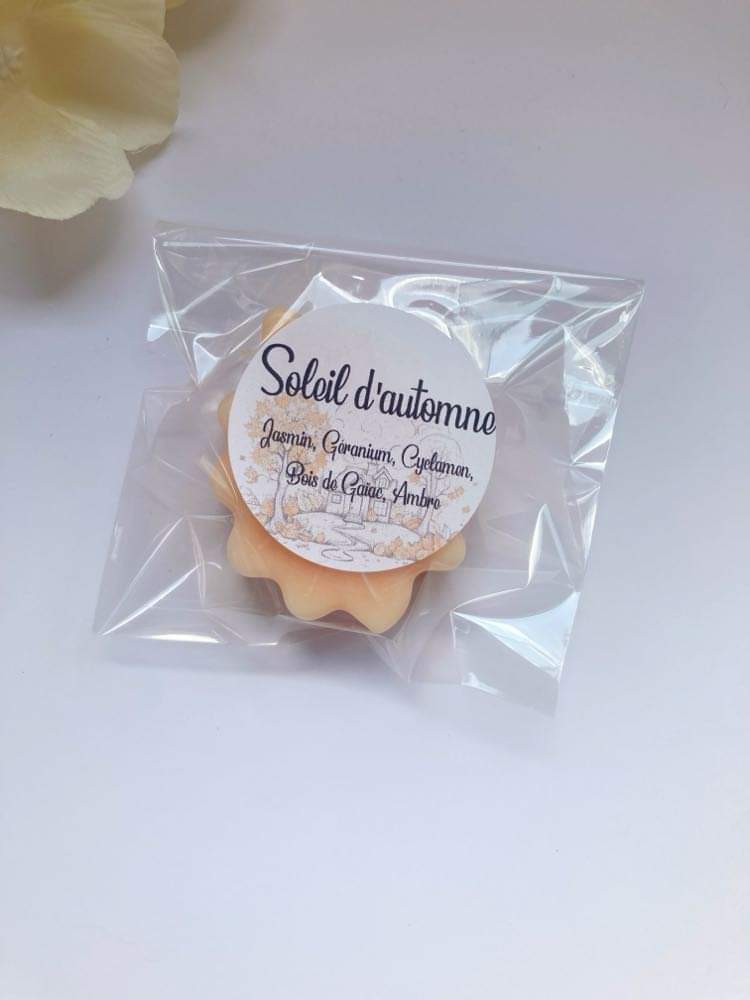 Soleil d'automne
Jasmin, Géranium, Cyclamen,
Bois de Gaïac, Ambre